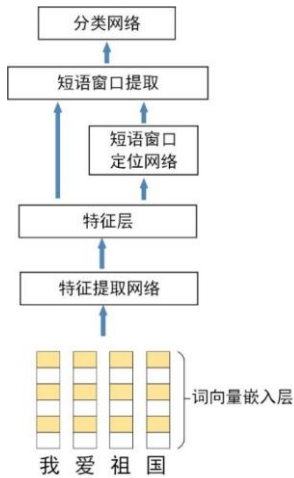 分类网络
短语窗口提取
短语窗口
定位网络
特征层
特征提取网络
词向量嵌入层
我 爱 祖 国